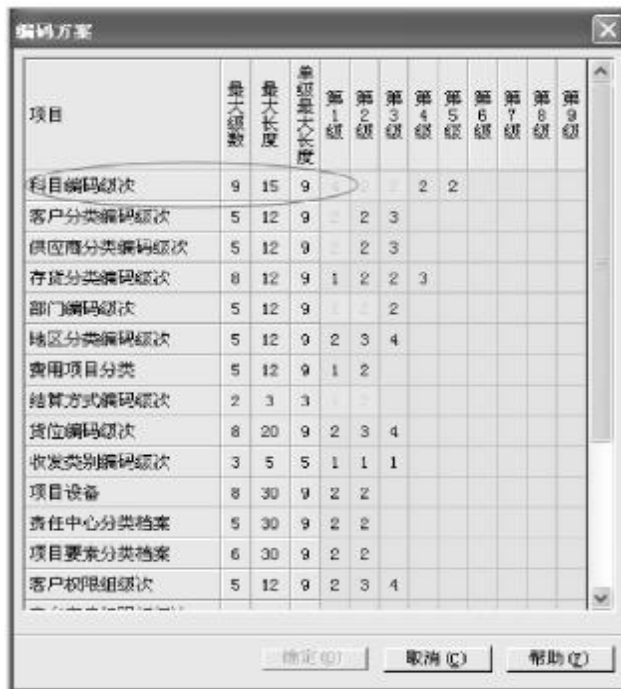 编码方案
项目 最大级数 最大长度 单级最大长度 第1级 第2级 第3级 第4级 第5级 第6级 第7级 第8级 第9级
科目编码级次 9 15 9 4 2 2 2 2
客户分类编码级次 5 12 9 2 2 3
供应商分类编码级次 5 12 9 2 2 3
存货分类编码级次 8 12 9 1 2 2 3
部门编码级次 5 12 9 2
地区分类编码级次 5 12 9 2 3 4
费用项目分类 5 12 9 1 2
结算方式编码级次 2 3 3
货位编码级次 8 20 9 2 3 4
收发类别编码级次 3 5 5 1 1 1
项目设备 8 30 9 2 2
责任中心分类档案 5 30 9 2 2
项目要素分类档案 6 30 9 2 2
客户权限组级次 5 12 9 2 3 4
确定(O) 取消(C) 帮助(Z)